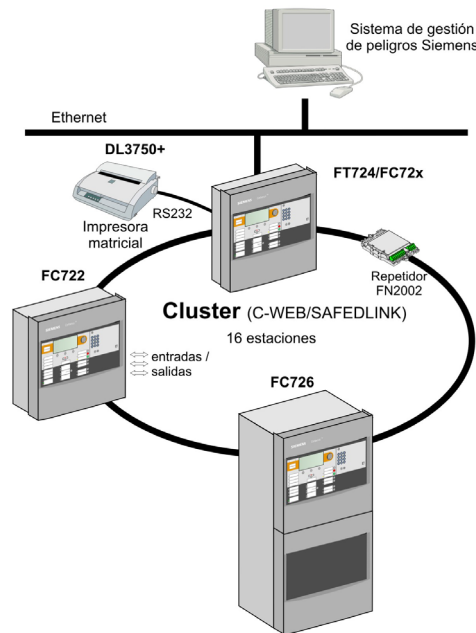 Sistema de gestión
de peligros Siemens
Ethernet
DL3750+
FT724/FC72x
RS232
Impresora
matricial
Repetidor
FN2002
FC722
Cluster (C-WEB/SAFEDLINK)
16 estaciones
entradas /
salidas
FC726